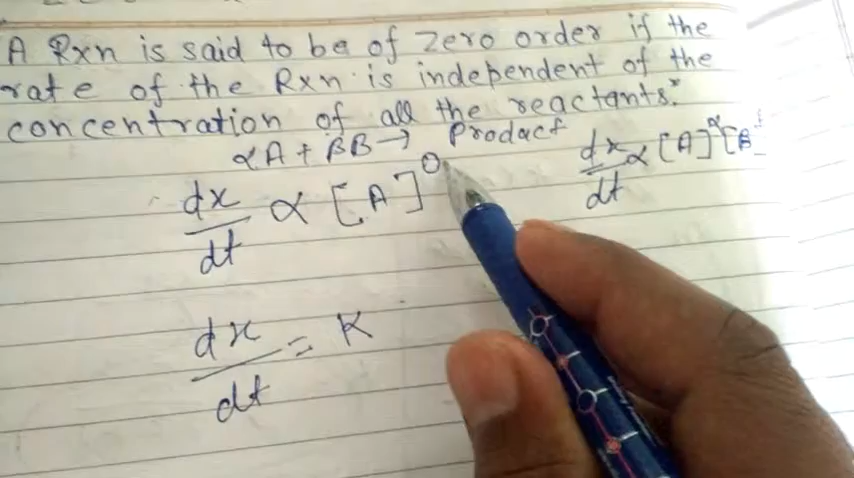 A Rxn is said to be of zero order if the
rate of the Rxn is independent of the
concentration of all the reactants."
αA + βB → Product
dx/dt ∝ [A]^α [B
dx/dt ∝ [A]^0
dx/dt = K